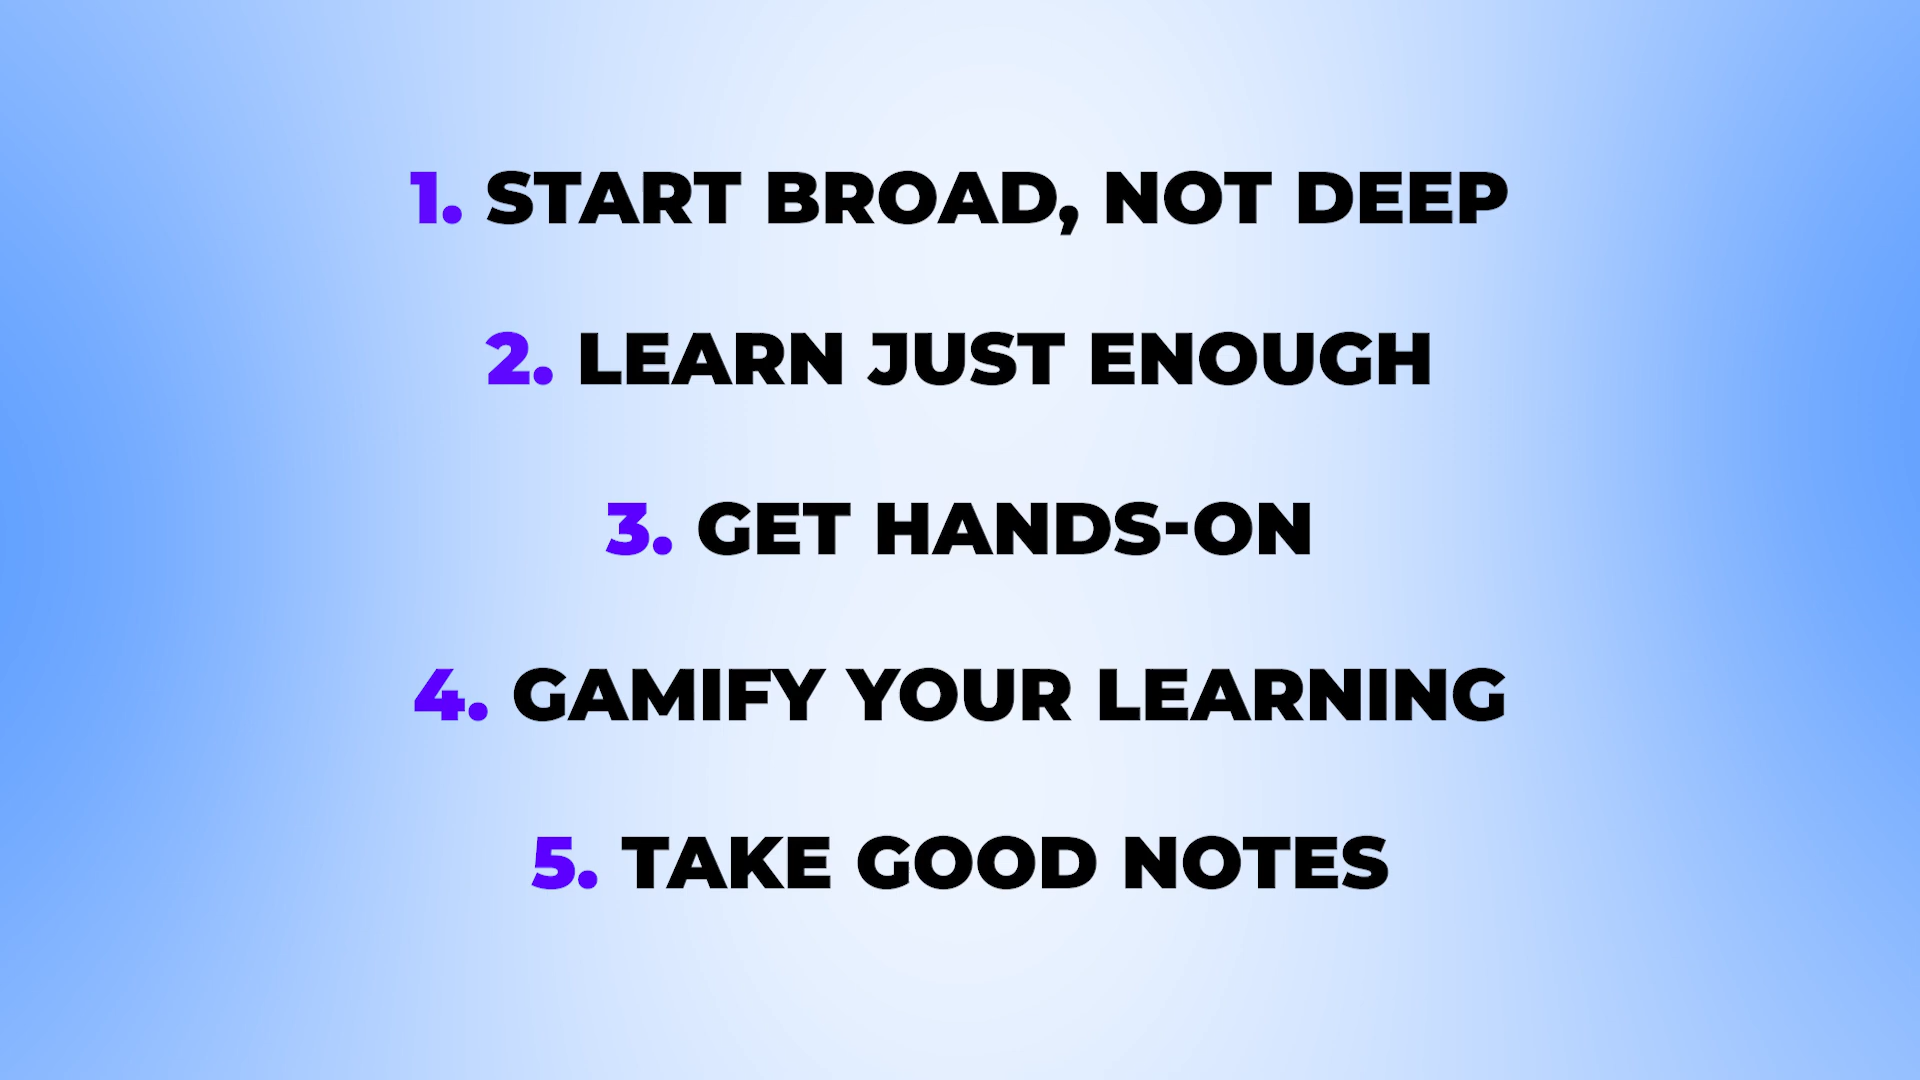 1. START BROAD, NOT DEEP
2. LEARN JUST ENOUGH
3. GET HANDS-ON
4. GAMIFY YOUR LEARNING
5. TAKE GOOD NOTES